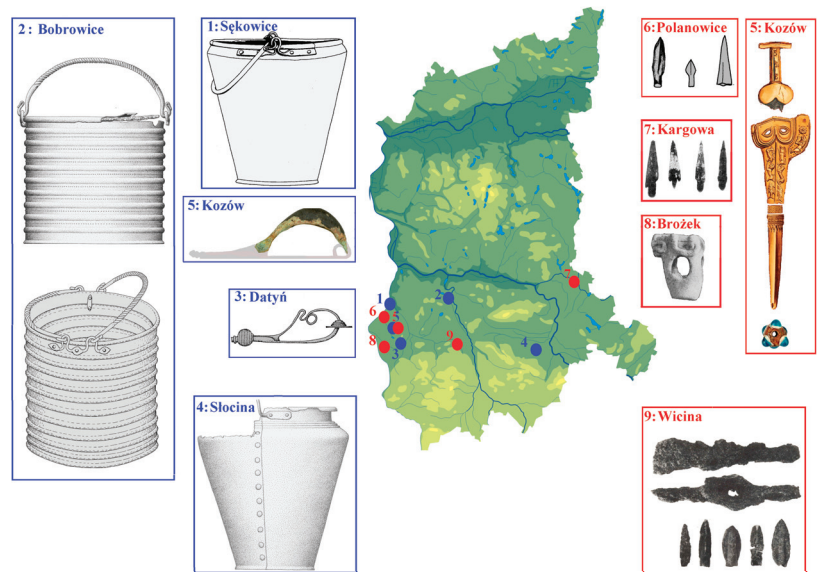 2: Bobrowice
1: Sękowice
5: Kozów
3: Datyń
4: Słocina
1
2
6
5
3
8
9
4
7
6: Polanowice
7: Kargowa
8: Brożek
5: Kozów
9: Wicina